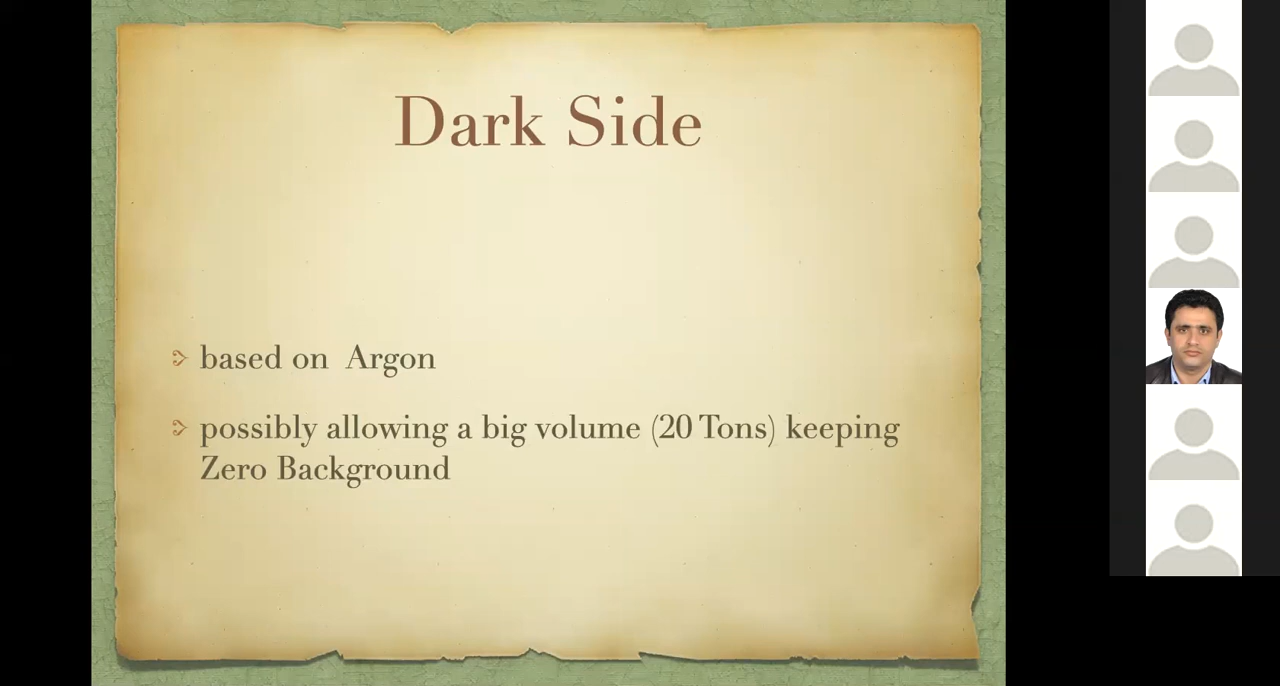 Dark Side
based on Argon
possibly allowing a big volume (20 Tons) keeping
Zero Background